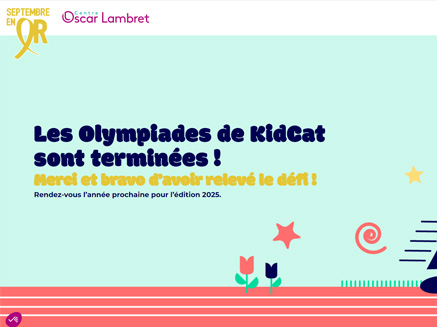 SEPTEMBRE
EN OR
Centre
Oscar Lambret
Les Olympiades de KidCat
sont terminées !
Merci et bravo d'avoir relevé le défi !
Rendez-vous l'année prochaine pour l'édition 2025.